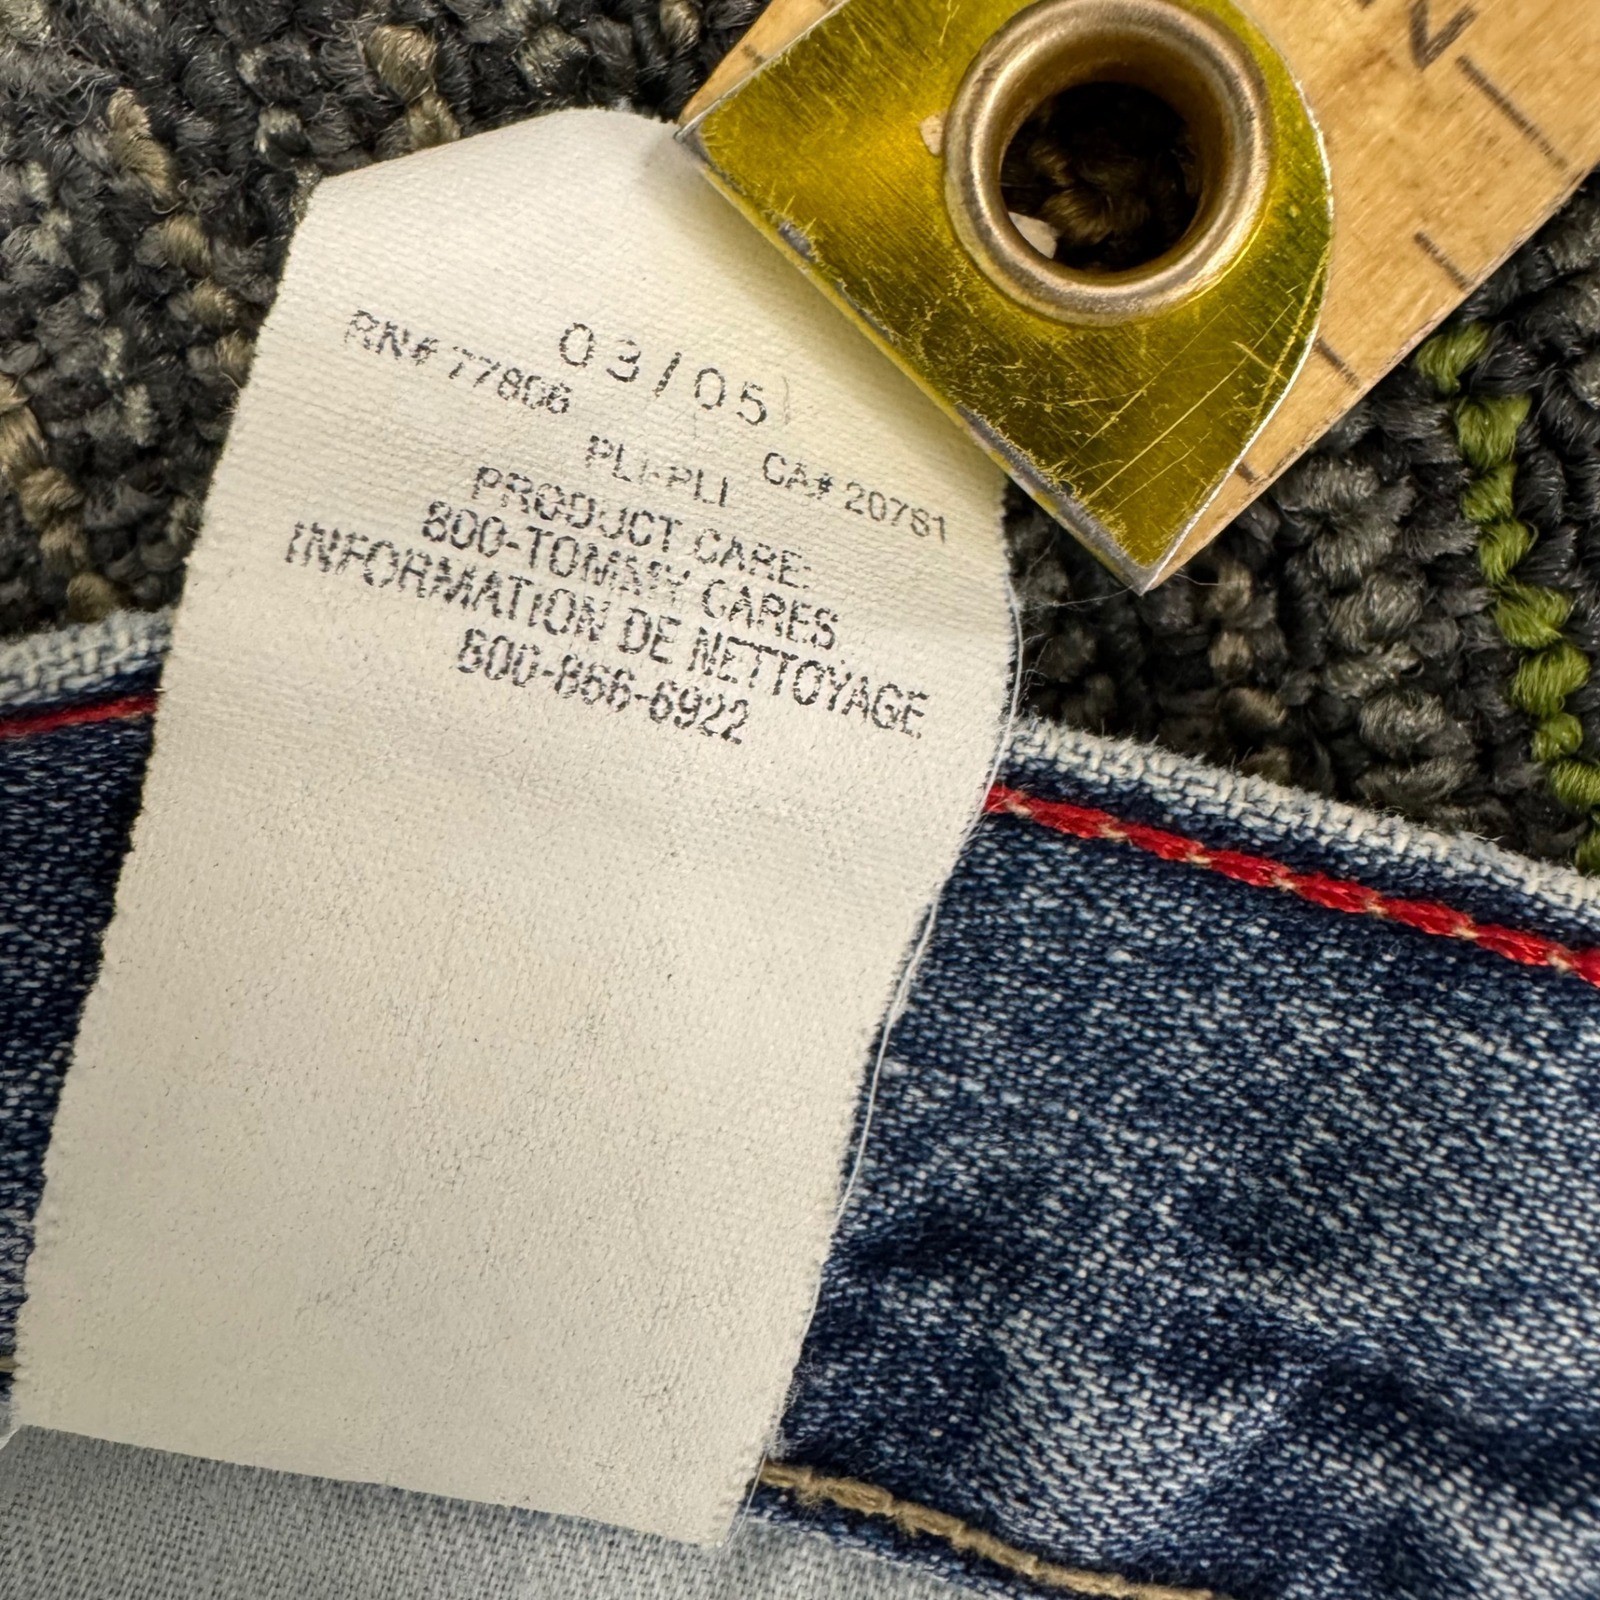 03/05
RN# 77806
CA# 20781
PLI-PLI
PRODUCT CARE:
800-TOMMY CARES
INFORMATION DE NETTOYAGE
800-866-6922
2